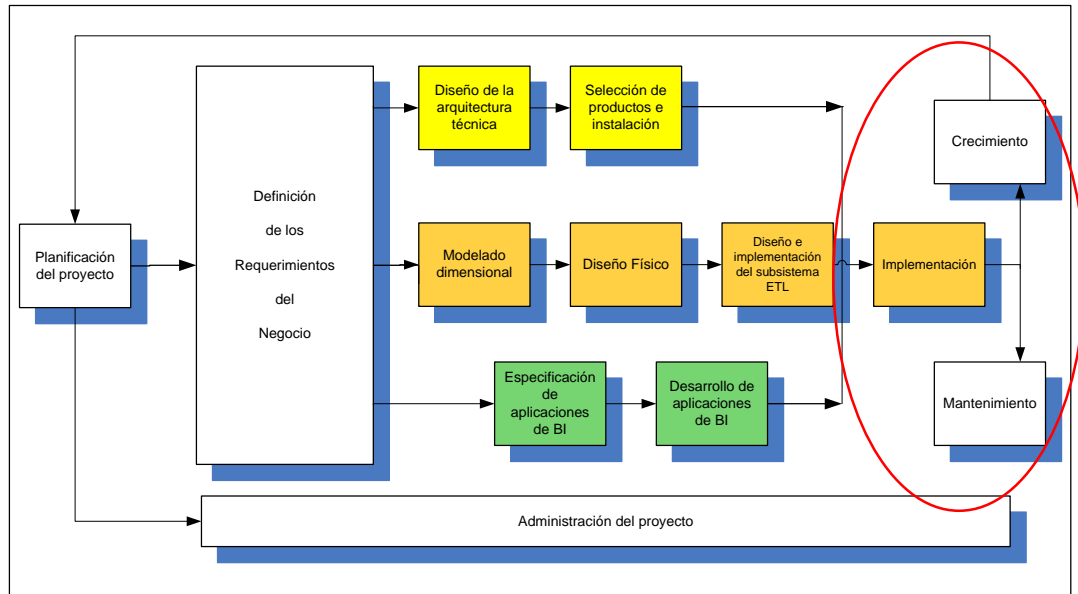 Diseño de la
arquitectura
técnica
Selección de
productos e
instalación
Crecimiento
Definición
de los
Requerimientos
del
Negocio
Planificación
del proyecto
Modelado
dimensional
Diseño Físico
Diseño e
implementación
del subsistema
ETL
Implementación
Especificación
de
aplicaciones
de BI
Desarrollo de
aplicaciones
de BI
Mantenimiento
Administración del proyecto